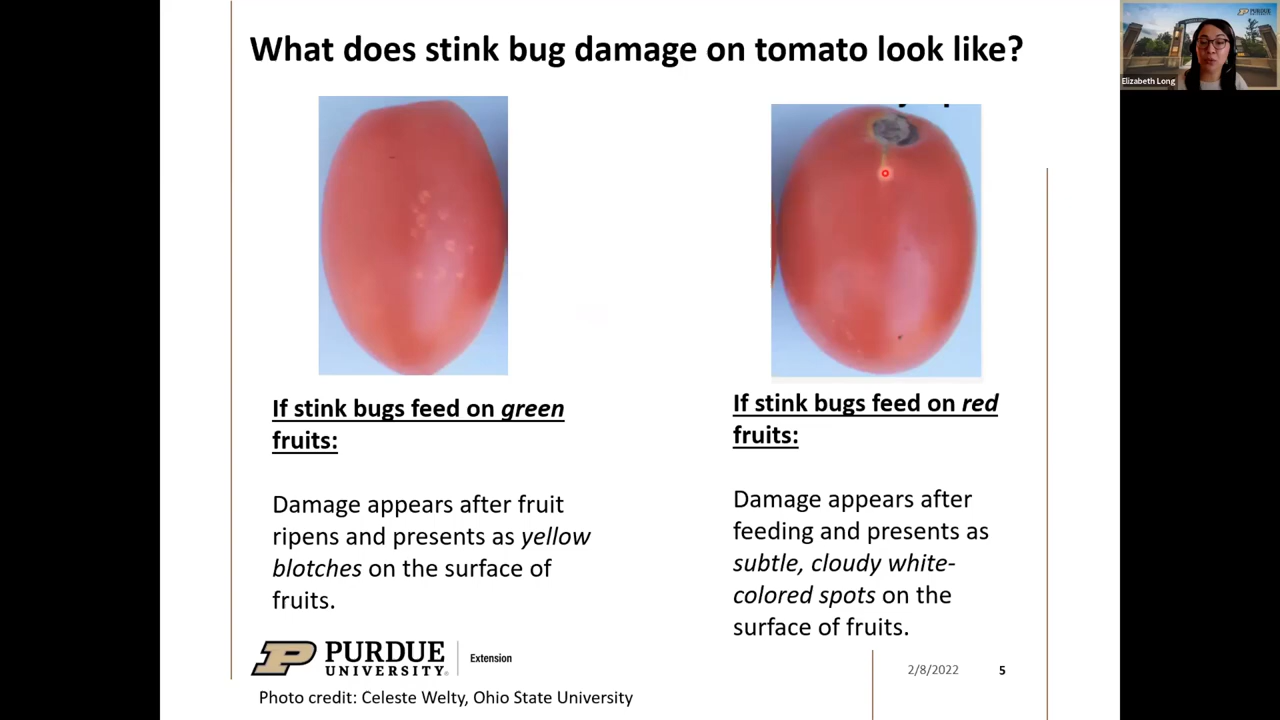 What does stink bug damage on tomato look like?
PURDUE
Elizabeth Long
If stink bugs feed on green
fruits:
Damage appears after fruit
ripens and presents as yellow
blotches on the surface of
fruits.
If stink bugs feed on red
fruits:
Damage appears after
feeding and presents as
subtle, cloudy white-
colored spots on the
surface of fruits.
PURDUE
UNIVERSITY.
Extension
2/8/2022
5
Photo credit: Celeste Welty, Ohio State University